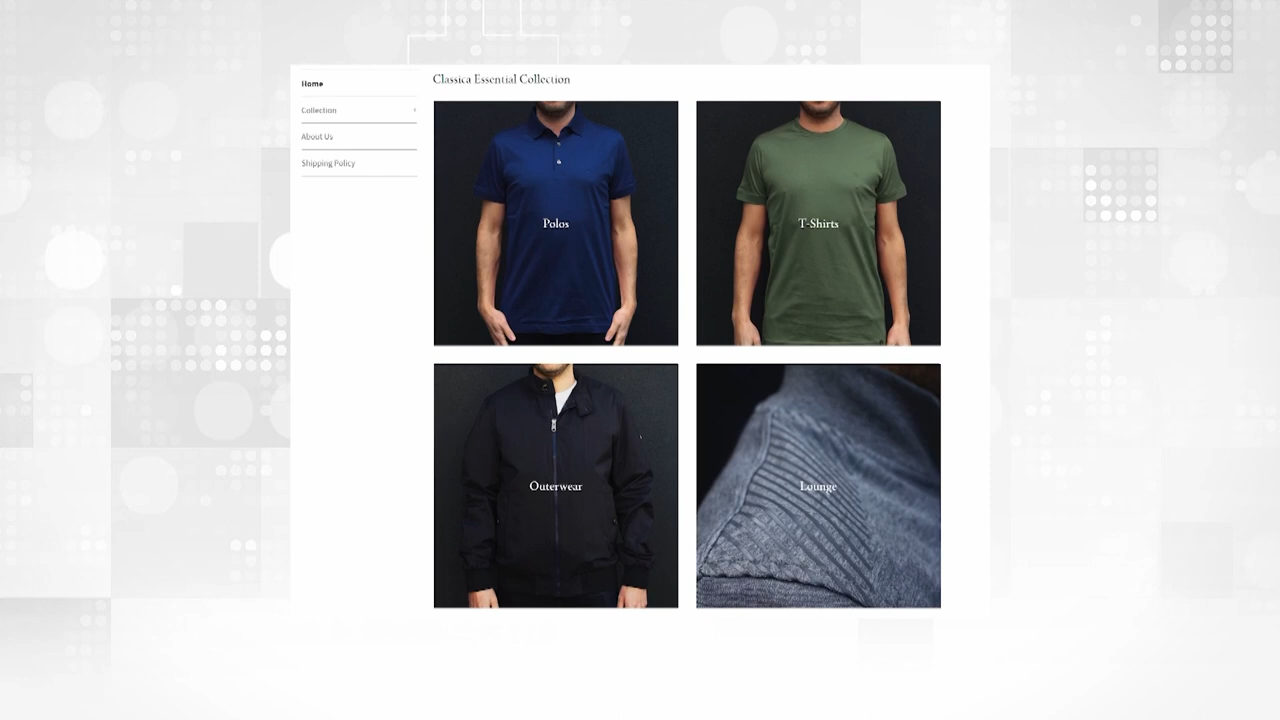 Home
Collection
About Us
Shipping Policy
Classica Essential Collection
Polos
T-Shirts
Outerwear
Lounge